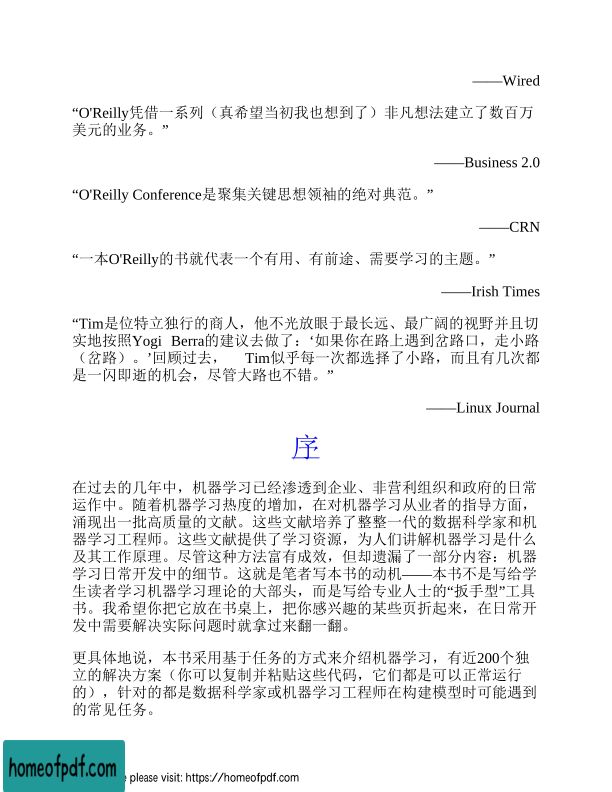 ——Wired
“O'Reilly凭借一系列（真希望当初我也想到了）非凡想法建立了数百万
美元的业务。”
——Business 2.0
“O'Reilly Conference是聚集关键思想领袖的绝对典范。”
——CRN
“一本O'Reilly的书就代表一个有用、有前途、需要学习的主题。”
——Irish Times
“Tim是位特立独行的商人，他不光放眼于最长远、最广阔的视野并且切
实地按照Yogi Berra的建议去做了：‘如果你在路上遇到岔路口，走小路
（岔路）。’回顾过去， Tim似乎每一次都选择了小路，而且有几次都
是一闪即逝的机会，尽管大路也不错。”
——Linux Journal
序
在过去的几年中，机器学习已经渗透到企业、非营利组织和政府的日常
运作中。随着机器学习热度的增加，在对机器学习从业者的指导方面，
涌现出一批高质量的文献。这些文献培养了整整一代的数据科学家和机
器学习工程师。这些文献提供了学习资源，为人们讲解机器学习是什么
及其工作原理。尽管这种方法富有成效，但却遗漏了一部分内容：机器
学习日常开发中的细节。这就是笔者写本书的动机——本书不是写给学
生读者学习机器学习理论的大部头，而是写给专业人士的“扳手型”工具
书。我希望你把它放在书桌上，把你感兴趣的某些页折起来，在日常开
发中需要解决实际问题时就拿过来翻一翻。
更具体地说，本书采用基于任务的方式来介绍机器学习，有近200个独
立的解决方案（你可以复制并粘贴这些代码，它们都是可以正常运行
的），针对的都是数据科学家或机器学习工程师在构建模型时可能遇到
的常见任务。
homeofpdf.com
please visit: https://homeofpdf.com